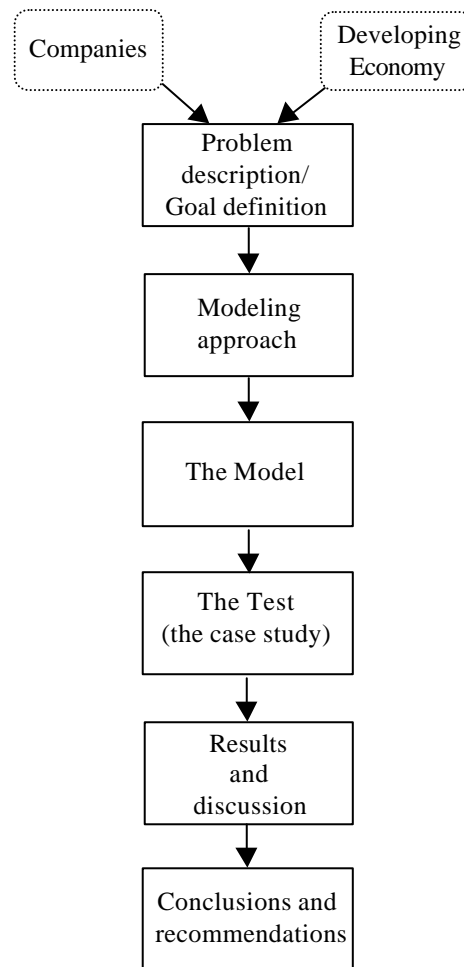 Companies
Developing
Economy
Problem
description/
Goal definition
Modeling
approach
The Model
The Test
(the case study)
Results
and
discussion
Conclusions and
recommendations